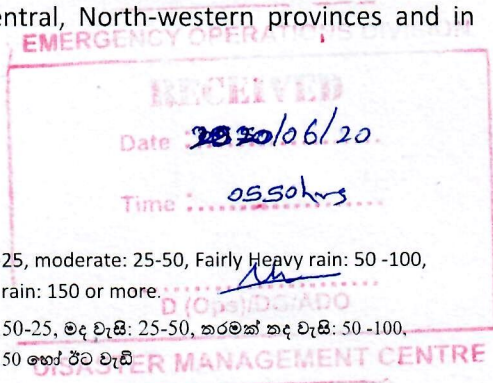 entral, North-western provinces and in
EMERGENCY OPERATIONS DIVISION
RECEIVED
Date : 2020/06/20
Time : 0550hrs
25, moderate: 25-50, Fairly Heavy rain: 50 -100,
rain: 150 or more.
D (Ops)/DG/ADO
50-25, මද වැසි: 25-50, තරමක් තද වැසි: 50 -100,
50 හෝ ඊට වැඩි
DISASTER MANAGEMENT CENTRE